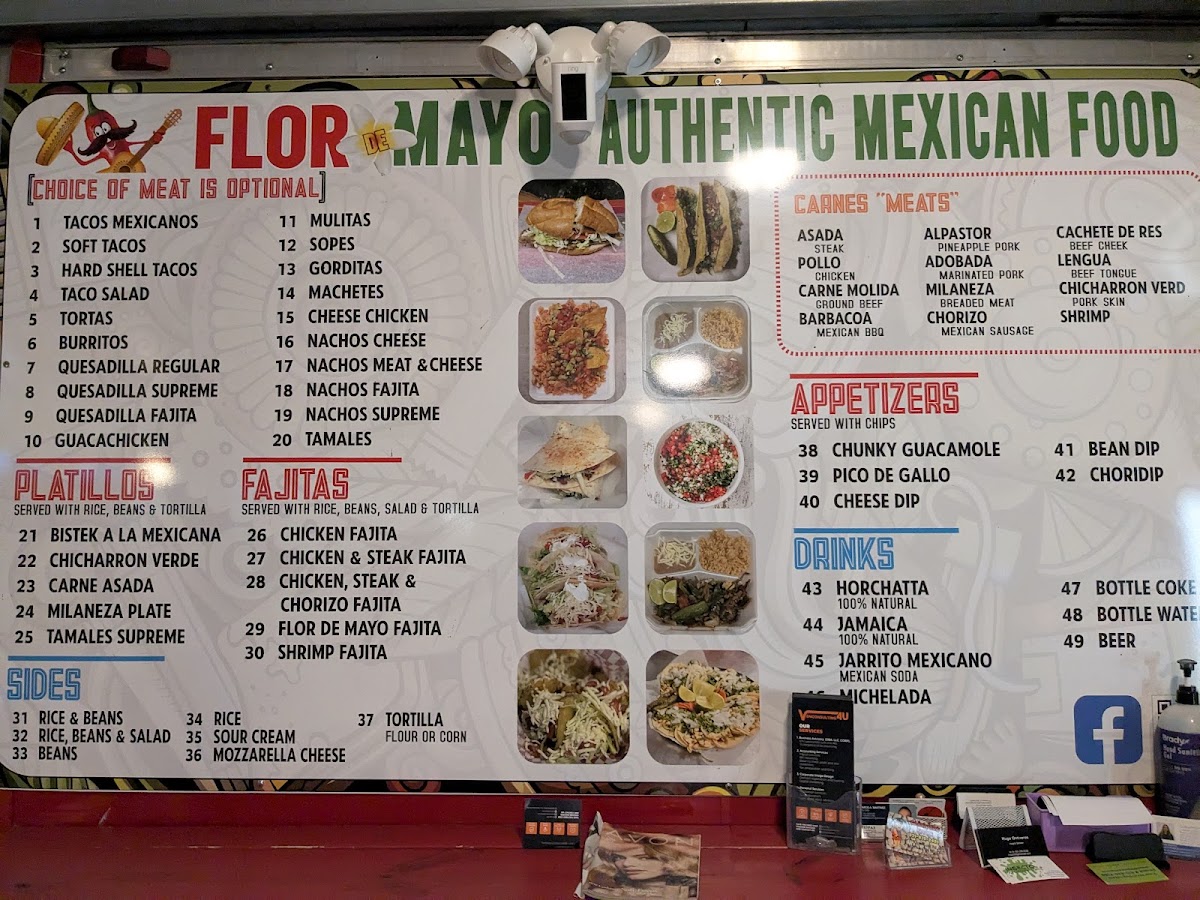 ring
FLOR DE MAYO AUTHENTIC MEXICAN FOOD
[CHOICE OF MEAT IS OPTIONAL]
1 TACOS MEXICANOS
2 SOFT TACOS
3 HARD SHELL TACOS
4 TACO SALAD
5 TORTAS
6 BURRITOS
7 QUESADILLA REGULAR
8 QUESADILLA SUPREME
9 QUESADILLA FAJITA
10 GUACACHICKEN
11 MULITAS
12 SOPES
13 GORDITAS
14 MACHETES
15 CHEESE CHICKEN
16 NACHOS CHEESE
17 NACHOS MEAT & CHEESE
18 NACHOS FAJITA
19 NACHOS SUPREME
20 TAMALES
PLATILLOS
SERVED WITH RICE, BEANS & TORTILLA
21 BISTEK A LA MEXICANA
22 CHICHARRON VERDE
23 CARNE ASADA
24 MILANEZA PLATE
25 TAMALES SUPREME
FAJITAS
SERVED WITH RICE, BEANS, SALAD & TORTILLA
26 CHICKEN FAJITA
27 CHICKEN & STEAK FAJITA
28 CHICKEN, STEAK &
CHORIZO FAJITA
29 FLOR DE MAYO FAJITA
30 SHRIMP FAJITA
SIDES
31 RICE & BEANS
32 RICE, BEANS & SALAD
33 BEANS
34 RICE
35 SOUR CREAM
36 MOZZARELLA CHEESE
37 TORTILLA
FLOUR OR CORN
CARNES "MEATS"
ASADA
STEAK
POLLO
CHICKEN
CARNE MOLIDA
GROUND BEEF
BARBACOA
MEXICAN BBQ
ALPASTOR
PINEAPPLE PORK
ADOBADA
MARINATED PORK
MILANEZA
BREADED MEAT
CHORIZO
MEXICAN SAUSAGE
CACHETE DE RES
BEEF CHEEK
LENGUA
BEEF TONGUE
CHICHARRON VERD
PORK SKIN
SHRIMP
APPETIZERS
SERVED WITH CHIPS
38 CHUNKY GUACAMOLE
39 PICO DE GALLO
40 CHEESE DIP
41 BEAN DIP
42 CHORIDIP
DRINKS
43 HORCHATTA
100% NATURAL
44 JAMAICA
100% NATURAL
45 JARRITO MEXICANO
MEXICAN SODA
46 MICHELADA
47 BOTTLE COKE
48 BOTTLE WATE
49 BEER
f
4U
OUR
SERVICES